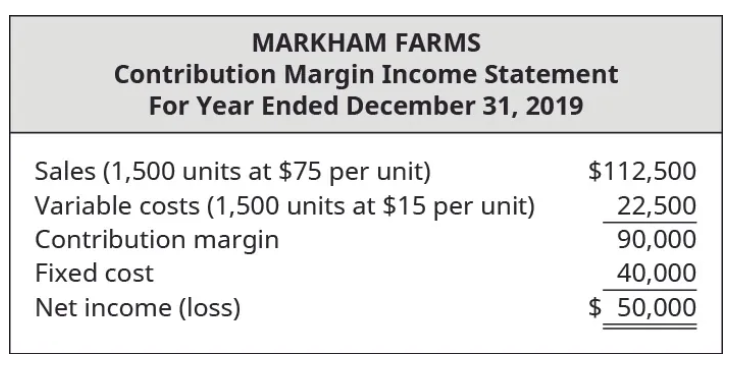 MARKHAM FARMS
Contribution Margin Income Statement
For Year Ended December 31, 2019
Sales (1,500 units at $75 per unit) $112,500
Variable costs (1,500 units at $15 per unit) 22,500
Contribution margin 90,000
Fixed cost 40,000
Net income (loss) $ 50,000